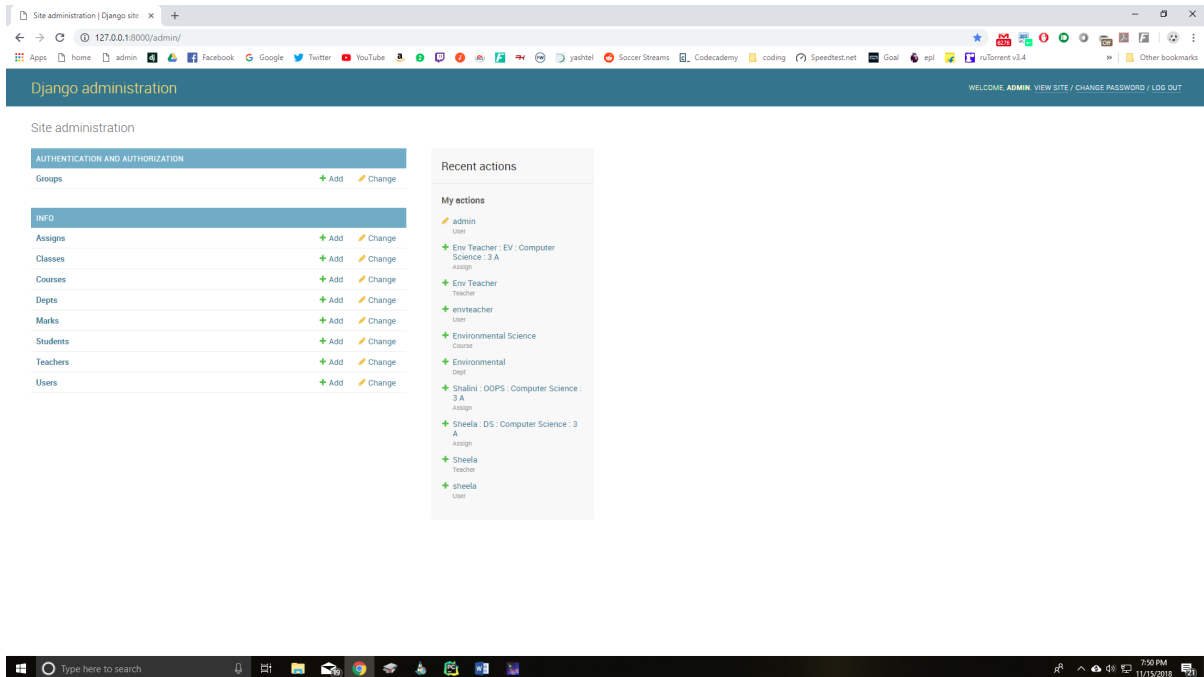 Site administration | Django site
127.0.0.1:8000/admin/
6276
Off
Apps home admin dj Facebook G Google Twitter YouTube yashtel Soccer Streams Codecademy coding Speedtest.net Goal epl ruTorrent v3.4 » Other bookmarks
Django administration
WELCOME, ADMIN. VIEW SITE / CHANGE PASSWORD / LOG OUT
Site administration
AUTHENTICATION AND AUTHORIZATION
Groups Add Change
INFO
Assigns Add Change
Classes Add Change
Courses Add Change
Depts Add Change
Marks Add Change
Students Add Change
Teachers Add Change
Users Add Change
Recent actions
My actions
admin
User
Env Teacher : EV : Computer
Science : 3 A
Assign
Env Teacher
Teacher
envteacher
User
Environmental Science
Course
Environmental
Dept
Shalini : OOPS : Computer Science :
3 A
Assign
Sheela : DS : Computer Science : 3
A
Assign
Sheela
Teacher
sheela
User
Type here to search
19
7:50 PM
11/15/2018
21